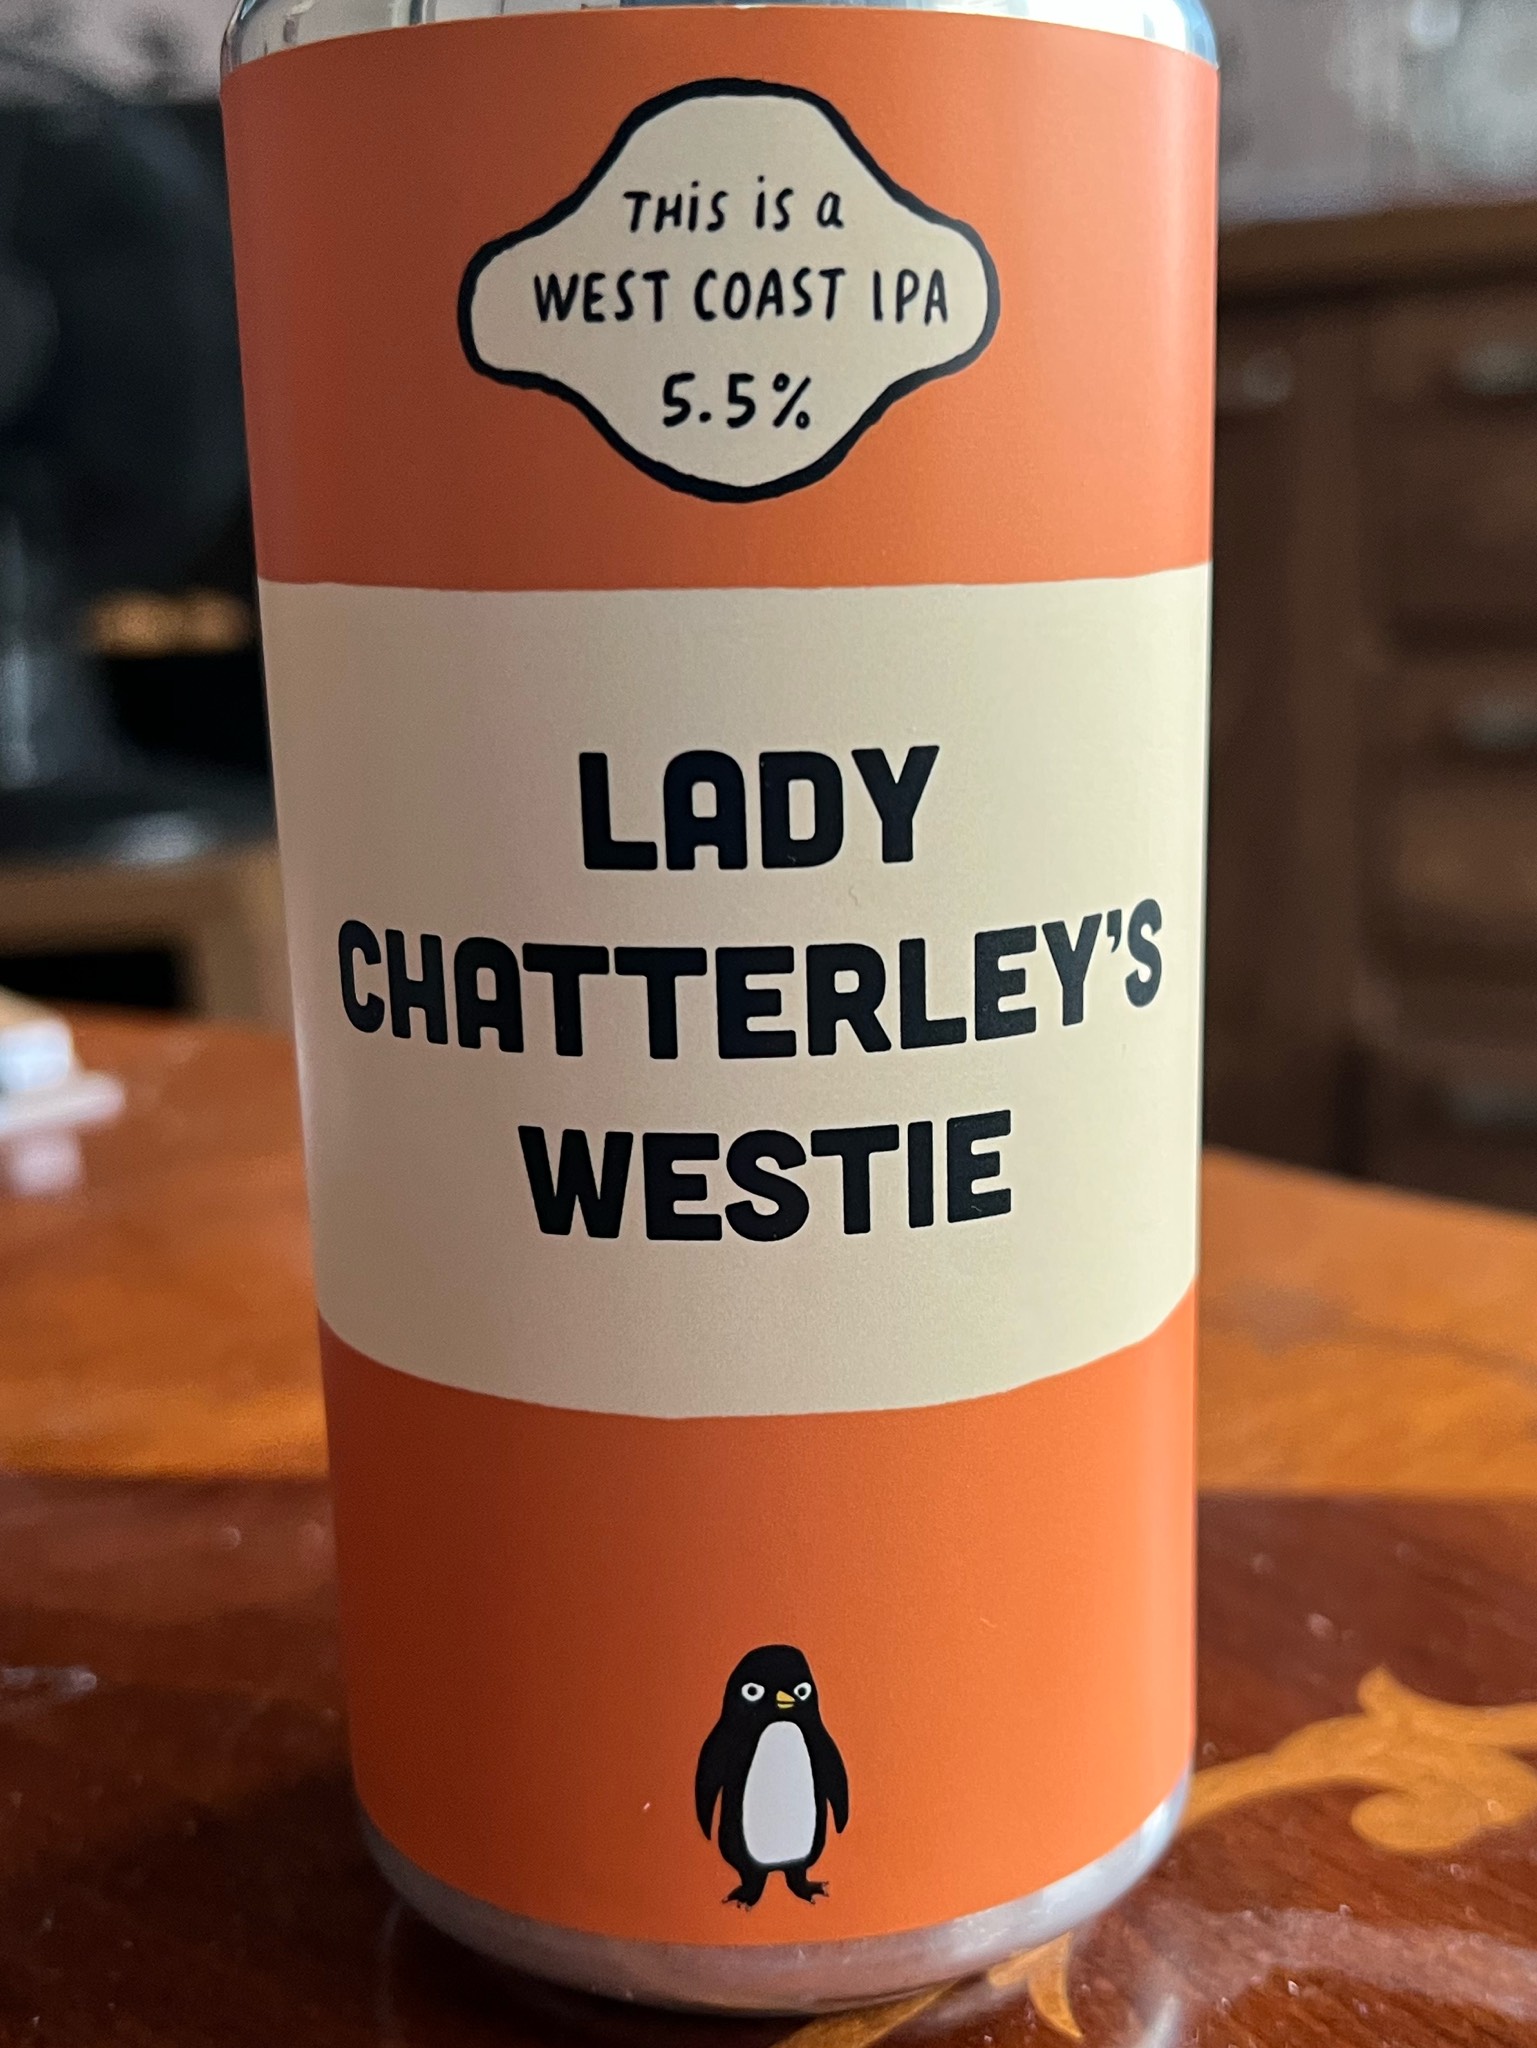 THiS is a
WEST COAST IPA
5.5%
LADY
CHATTERLEY'S
WESTIE